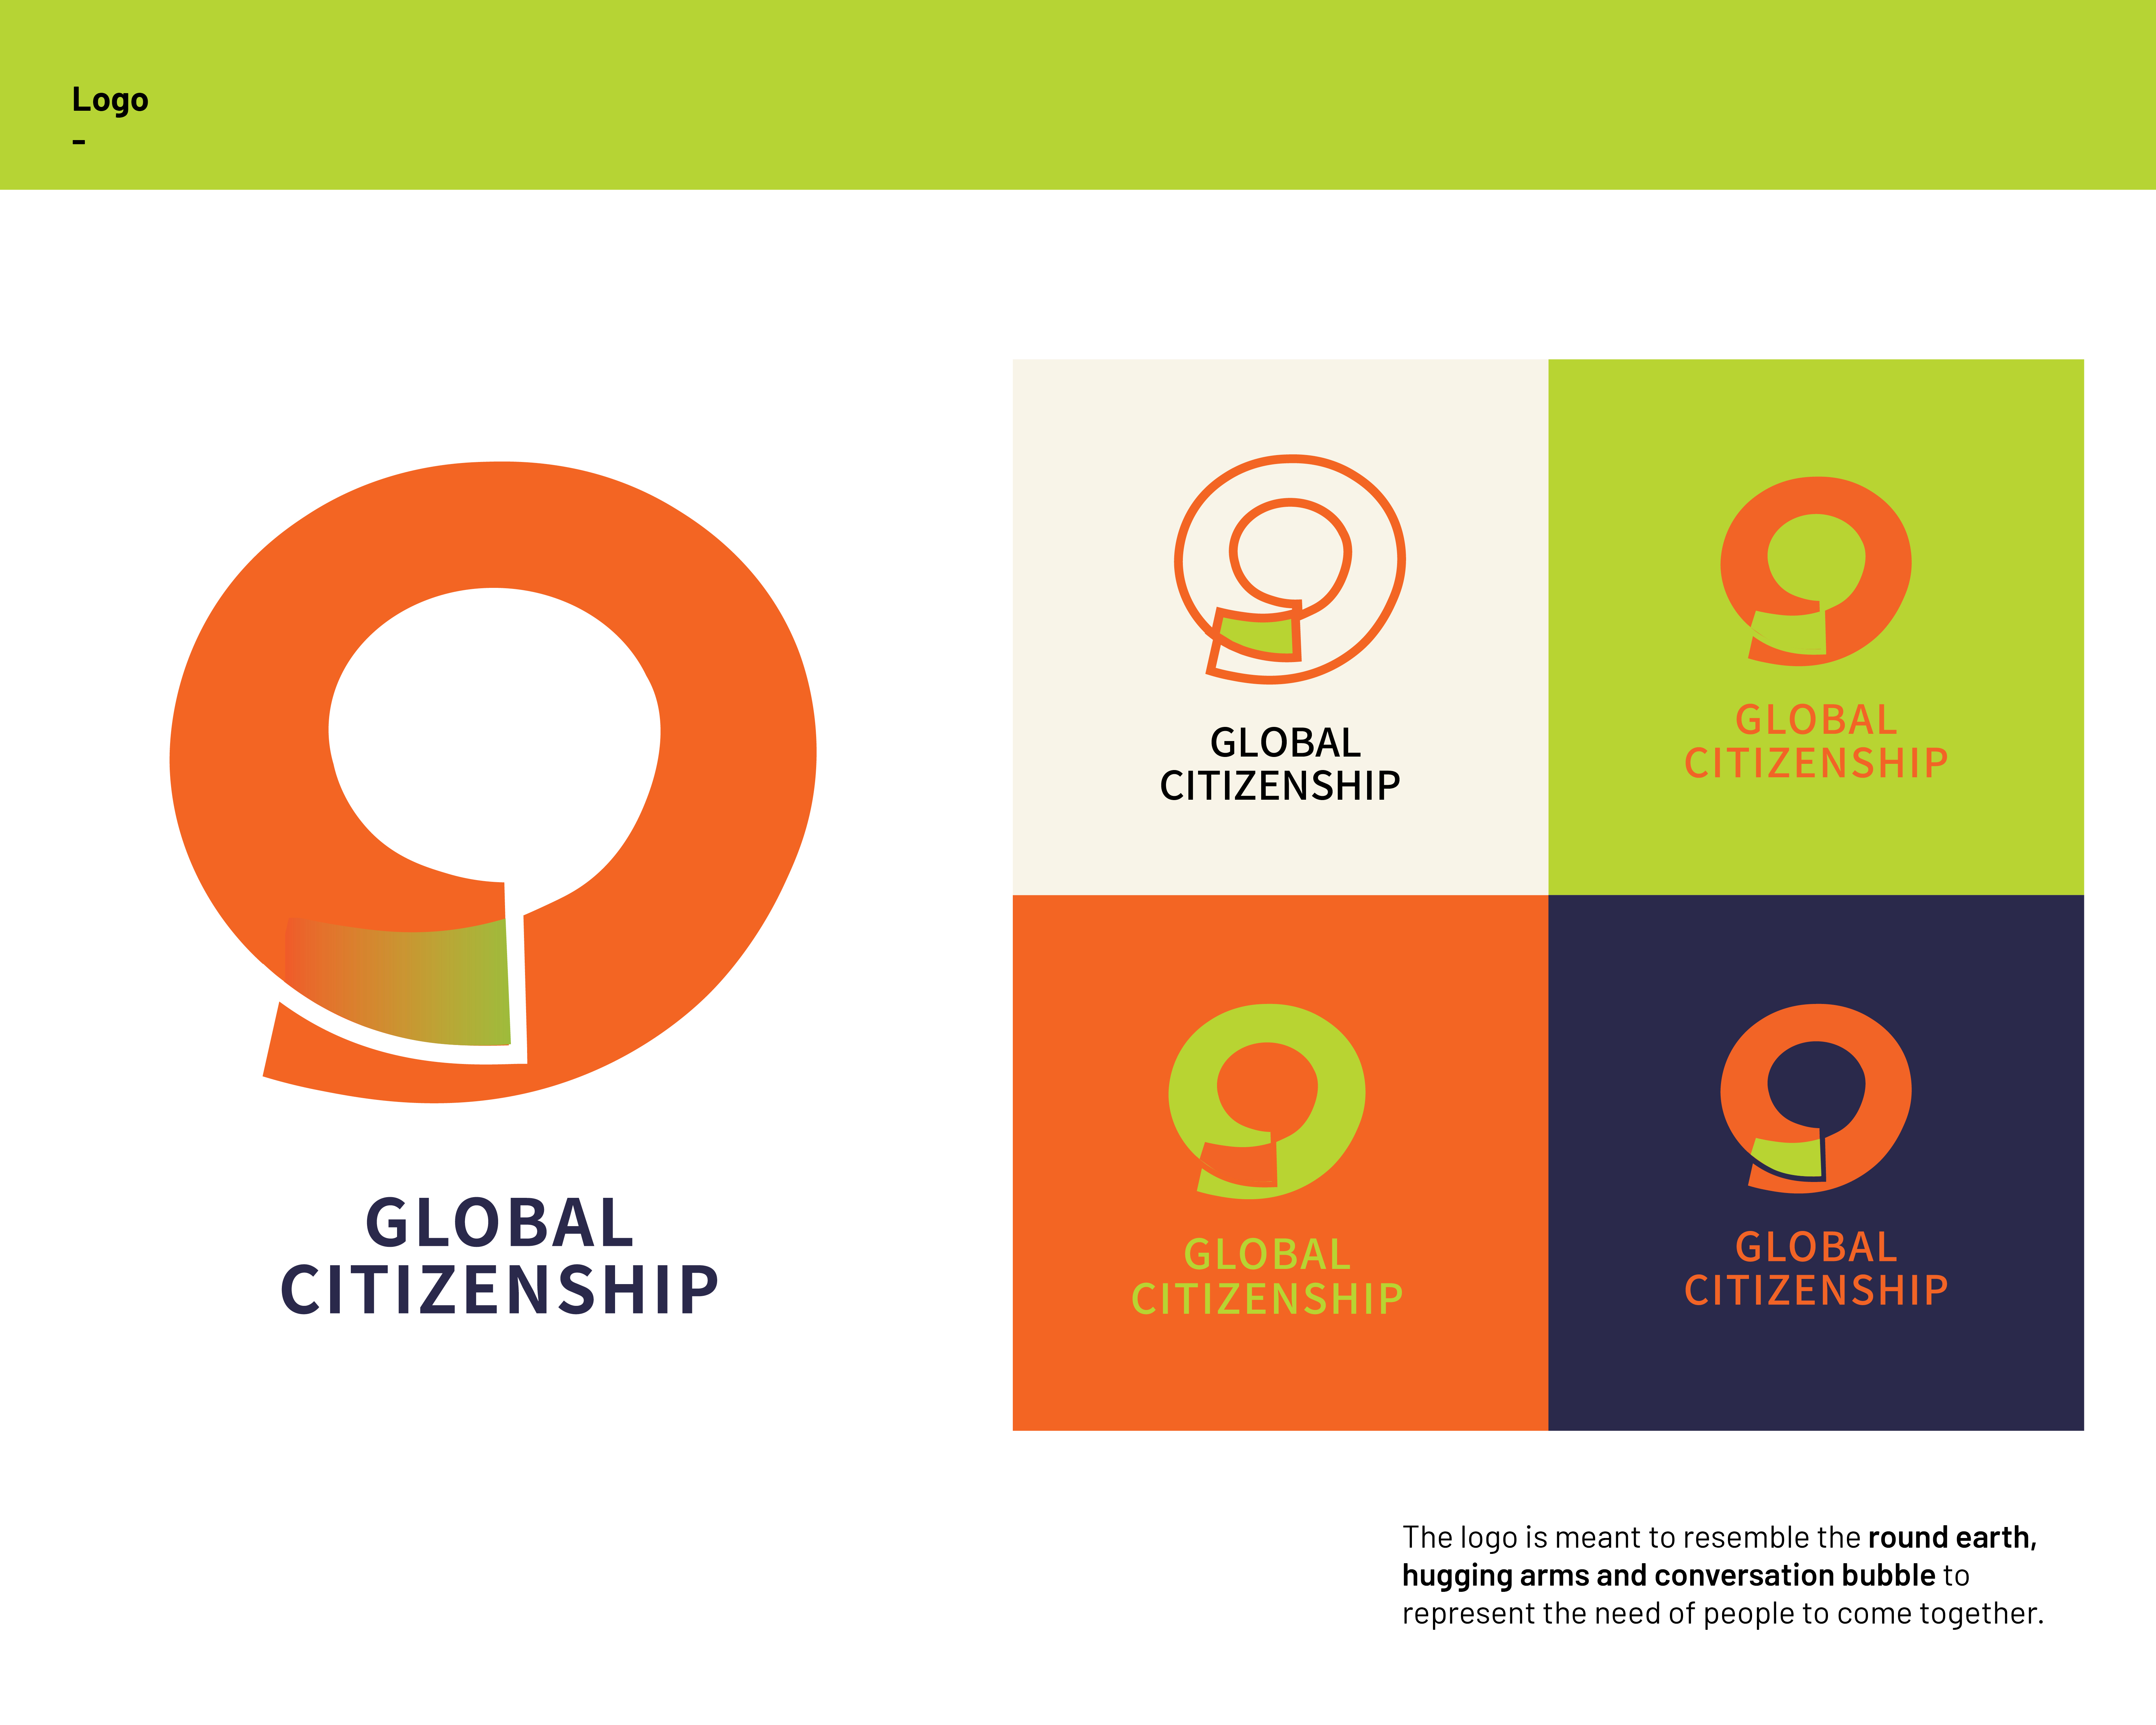 Logo
-
GLOBAL
CITIZENSHIP
GLOBAL
CITIZENSHIP
GLOBAL
CITIZENSHIP
GLOBAL
CITIZENSHIP
GLOBAL
CITIZENSHIP
The logo is meant to resemble the round earth,
hugging arms and conversation bubble to
represent the need of people to come together.